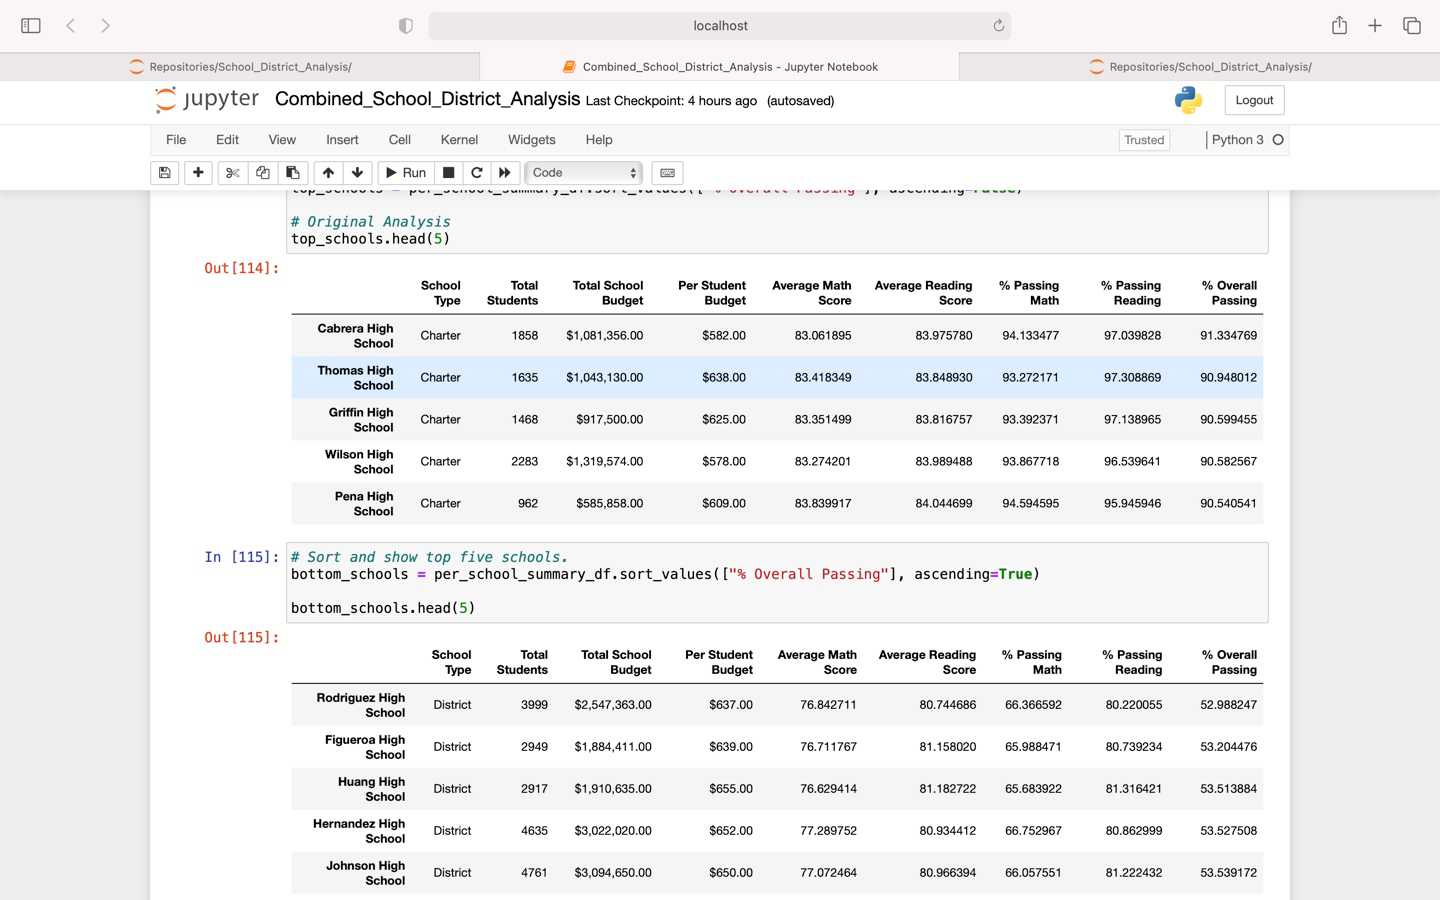 localhost
Repositories/School_District_Analysis/
Combined_School_District_Analysis - Jupyter Notebook
Repositories/School_District_Analysis/
jupyter Combined_School_District_Analysis Last Checkpoint: 4 hours ago (autosaved) Logout
File Edit View Insert Cell Kernel Widgets Help Trusted Python 3
Run Code
top_schools = per_school_summary_df.sort_values(["% Overall Passing"], ascending=False)
# Original Analysis
top_schools.head(5)
Out[114]:
School Type Total Students Total School Budget Per Student Budget Average Math Score Average Reading Score % Passing Math % Passing Reading % Overall Passing
Cabrera High School Charter 1858 $1,081,356.00 $582.00 83.061895 83.975780 94.133477 97.039828 91.334769
Thomas High School Charter 1635 $1,043,130.00 $638.00 83.418349 83.848930 93.272171 97.308869 90.948012
Griffin High School Charter 1468 $917,500.00 $625.00 83.351499 83.816757 93.392371 97.138965 90.599455
Wilson High School Charter 2283 $1,319,574.00 $578.00 83.274201 83.989488 93.867718 96.539641 90.582567
Pena High School Charter 962 $585,858.00 $609.00 83.839917 84.044699 94.594595 95.945946 90.540541
In [115]:
# Sort and show top five schools.
bottom_schools = per_school_summary_df.sort_values(["% Overall Passing"], ascending=True)
bottom_schools.head(5)
Out[115]:
School Type Total Students Total School Budget Per Student Budget Average Math Score Average Reading Score % Passing Math % Passing Reading % Overall Passing
Rodriguez High School District 3999 $2,547,363.00 $637.00 76.842711 80.744686 66.366592 80.220055 52.988247
Figueroa High School District 2949 $1,884,411.00 $639.00 76.711767 81.158020 65.988471 80.739234 53.204476
Huang High School District 2917 $1,910,635.00 $655.00 76.629414 81.182722 65.683922 81.316421 53.513884
Hernandez High School District 4635 $3,022,020.00 $652.00 77.289752 80.934412 66.752967 80.862999 53.527508
Johnson High School District 4761 $3,094,650.00 $650.00 77.072464 80.966394 66.057551 81.222432 53.539172